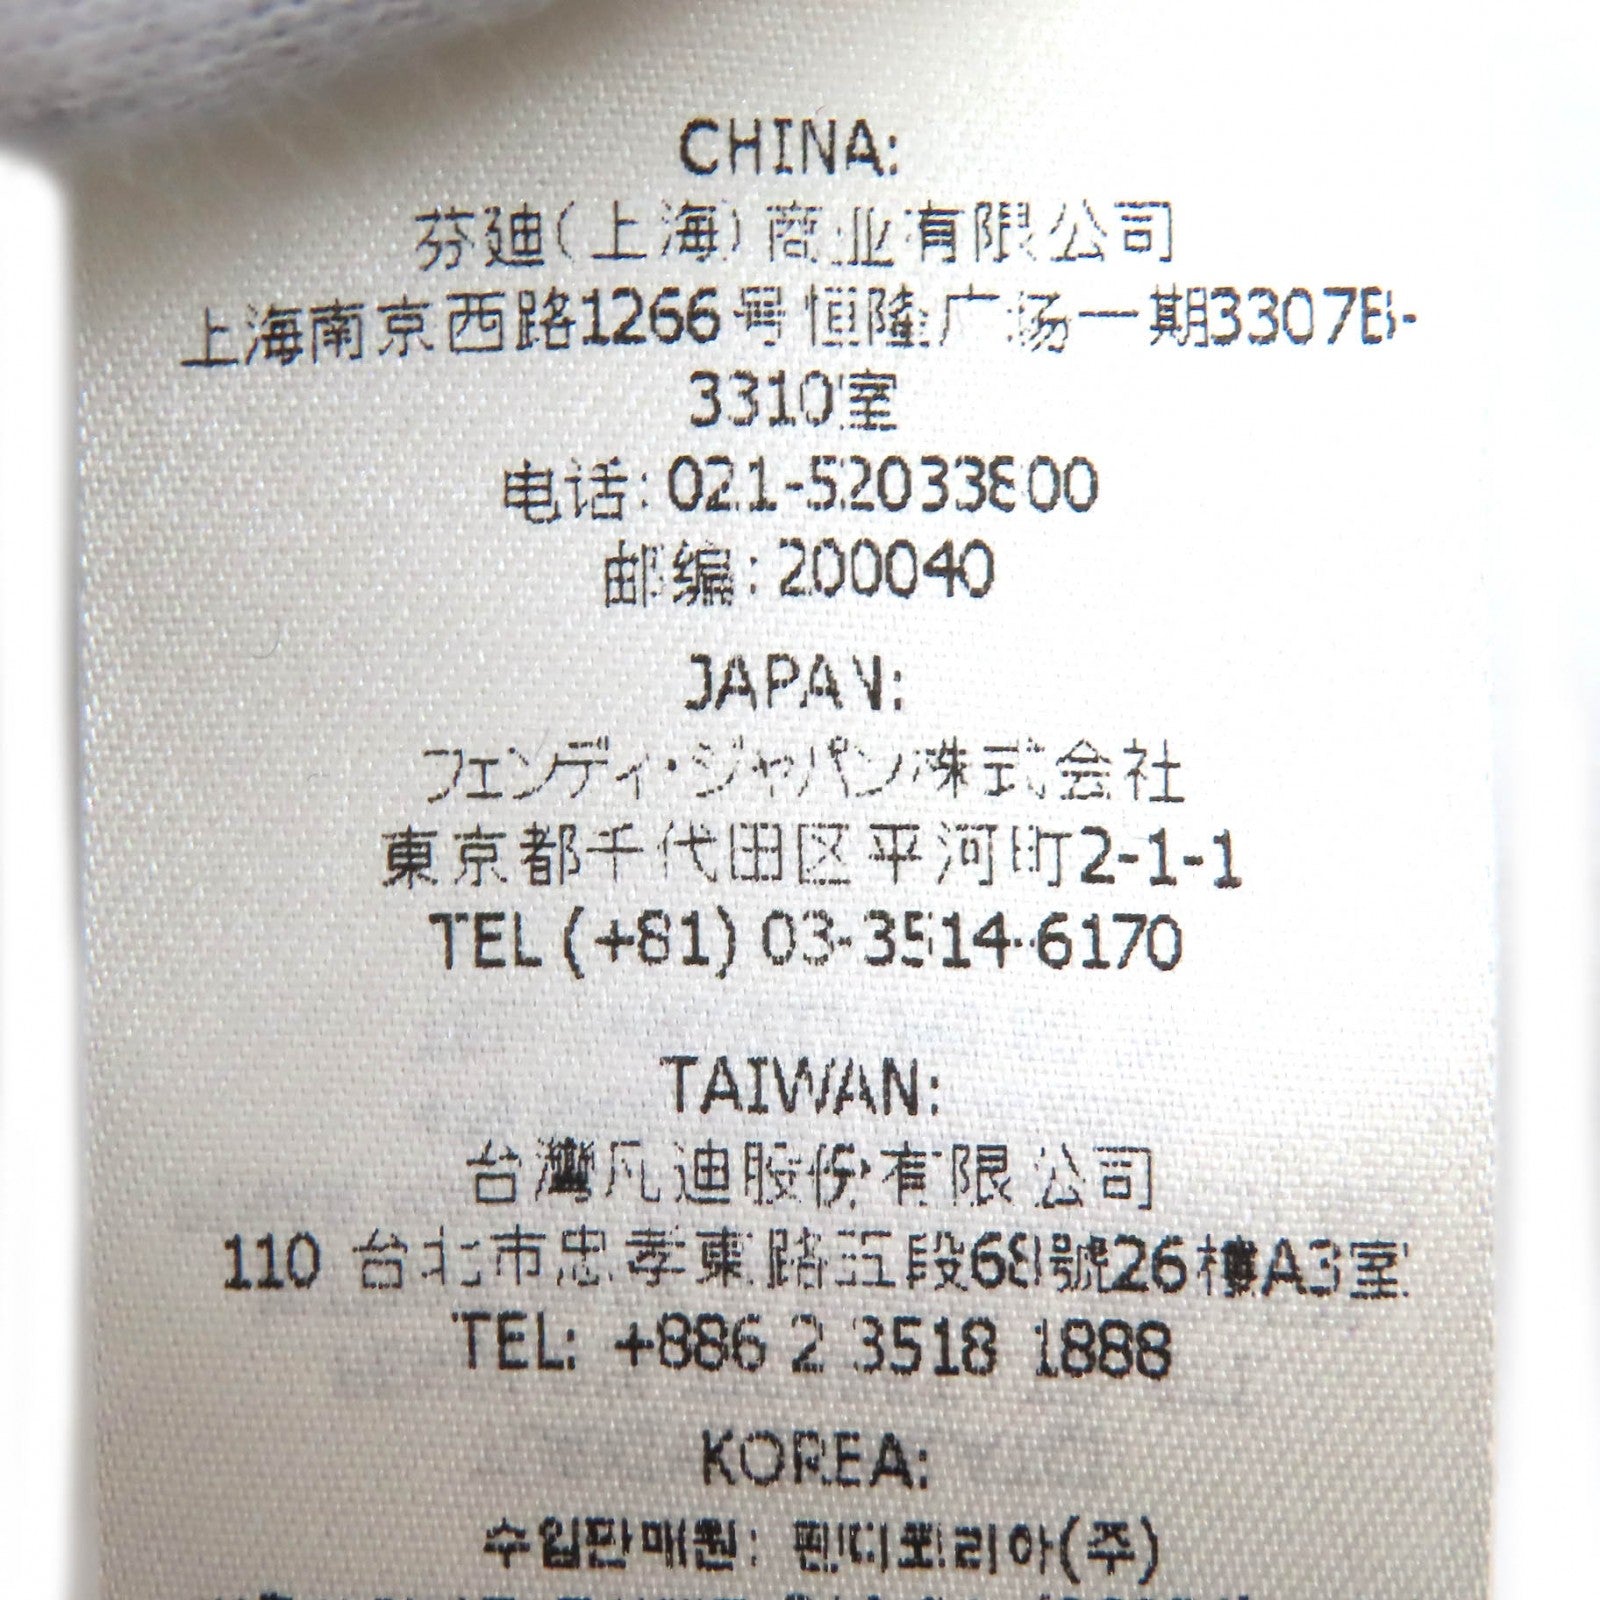 CHINA:
芬迪(上海)商业有限公司
上海南京西路1266号恒隆广场一期3307B-
3310室
电话:021-52033800
邮编:200040
JAPAN:
フェンディ・ジャパン株式会社
東京都千代田区平河町2-1-1
TEL (+81) 03-3514-6170
TAIWAN:
台灣凡迪股份有限公司
110 台北市忠孝東路五段68號26樓A3室
TEL: +886 2 3518 1888
KOREA:
수입판매원: 펜디코리아(주)